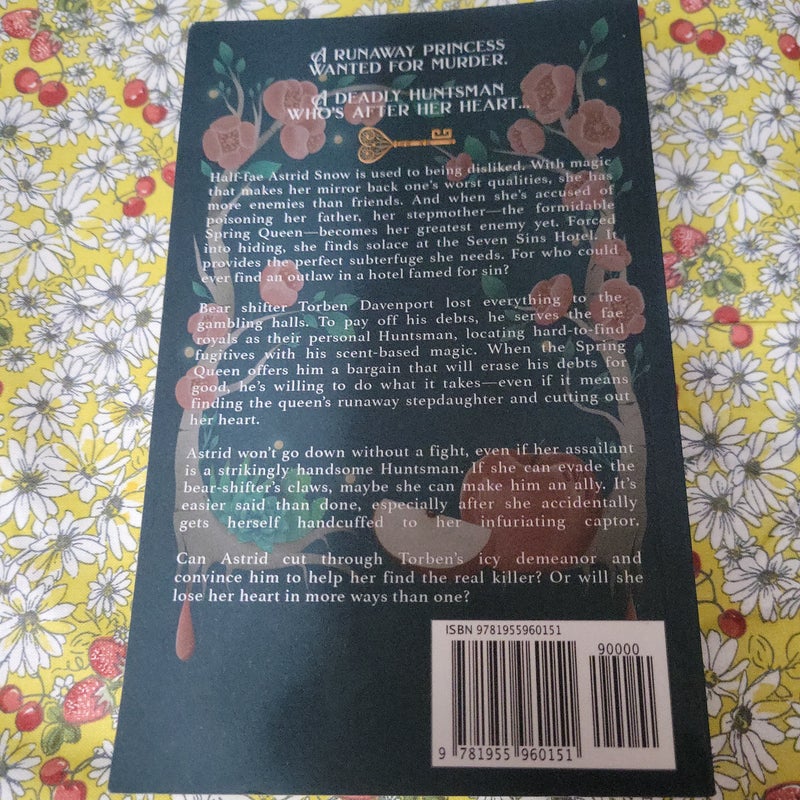 A RUNAWAY PRINCESS
WANTED FOR MURDER.
A DEADLY HUNTSMAN
WHO'S AFTER HER HEART...
Half-fae Astrid Snow is used to being disliked. With magic
that makes her mirror back one's worst qualities, she has
more enemies than friends. And when she's accused of
poisoning her father, her stepmother—the formidable
Spring Queen—becomes her greatest enemy yet. Forced
into hiding, she finds solace at the Seven Sins Hotel. It
provides the perfect subterfuge she needs. For who could
ever find an outlaw in a hotel famed for sin?
Bear shifter Torben Davenport lost everything to the
gambling halls. To pay off his debts, he serves the fae
royals as their personal Huntsman, locating hard-to-find
fugitives with his scent-based magic. When the Spring
Queen offers him a bargain that will erase his debts for
good, he's willing to do what it takes—even if it means
finding the queen's runaway stepdaughter and cutting out
her heart.
Astrid won't go down without a fight, even if her assailant
is a strikingly handsome Huntsman. If she can evade the
bear-shifter's claws, maybe she can make him an ally. It's
easier said than done, especially after she accidentally
gets herself handcuffed to her infuriating captor.
Can Astrid cut through Torben's icy demeanor and
convince him to help her find the real killer? Or will she
lose her heart in more ways than one?
ISBN 9781955960151
90000
9 781955 960151